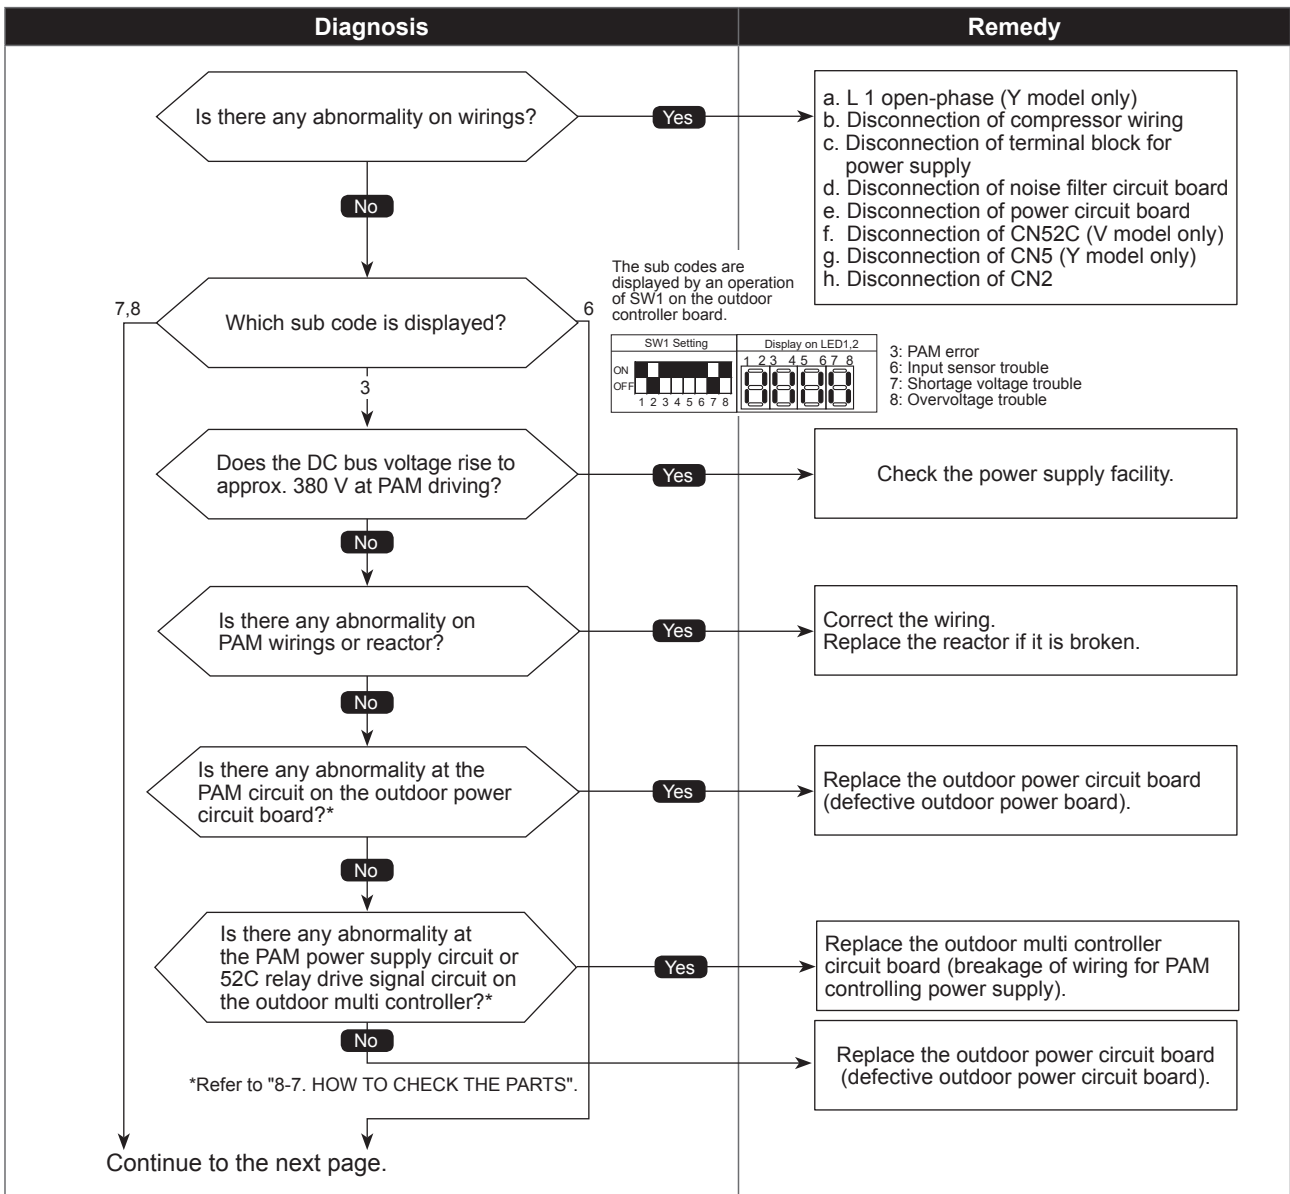 Diagnosis
Remedy
Is there any abnormality on wirings?
Yes
a. L 1 open-phase (Y model only)
b. Disconnection of compressor wiring
c. Disconnection of terminal block for
power supply
d. Disconnection of noise filter circuit board
e. Disconnection of power circuit board
f. Disconnection of CN52C (V model only)
g. Disconnection of CN5 (Y model only)
h. Disconnection of CN2
No
The sub codes are
displayed by an operation
of SW1 on the outdoor
controller board.
7,8
Which sub code is displayed?
6
SW1 Setting
Display on LED1,2
ON
OFF
1 2 3 4 5 6 7 8
1 2 3 4 5 6 7 8
3: PAM error
6: Input sensor trouble
7: Shortage voltage trouble
8: Overvoltage trouble
3
Does the DC bus voltage rise to
approx. 380 V at PAM driving?
Yes
Check the power supply facility.
No
Is there any abnormality on
PAM wirings or reactor?
Yes
Correct the wiring.
Replace the reactor if it is broken.
No
Is there any abnormality at the
PAM circuit on the outdoor power
circuit board?*
Yes
Replace the outdoor power circuit board
(defective outdoor power board).
No
Is there any abnormality at
the PAM power supply circuit or
52C relay drive signal circuit on
the outdoor multi controller?*
Yes
Replace the outdoor multi controller
circuit board (breakage of wiring for PAM
controlling power supply).
No
Replace the outdoor power circuit board
(defective outdoor power circuit board).
*Refer to "8-7. HOW TO CHECK THE PARTS".
Continue to the next page.